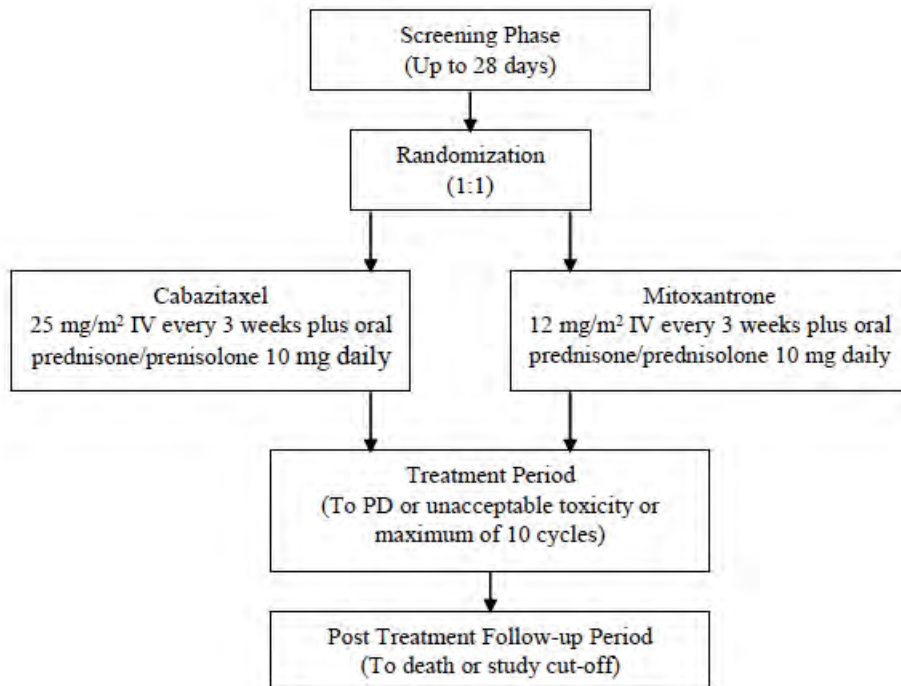 Screening Phase
(Up to 28 days)
Randomization
(1:1)
Cabazitaxel
25 mg/m² IV every 3 weeks plus oral
prednisone/prenisolone 10 mg daily
Mitoxantrone
12 mg/m² IV every 3 weeks plus oral
prednisone/prednisolone 10 mg daily
Treatment Period
(To PD or unacceptable toxicity or
maximum of 10 cycles)
Post Treatment Follow-up Period
(To death or study cut-off)